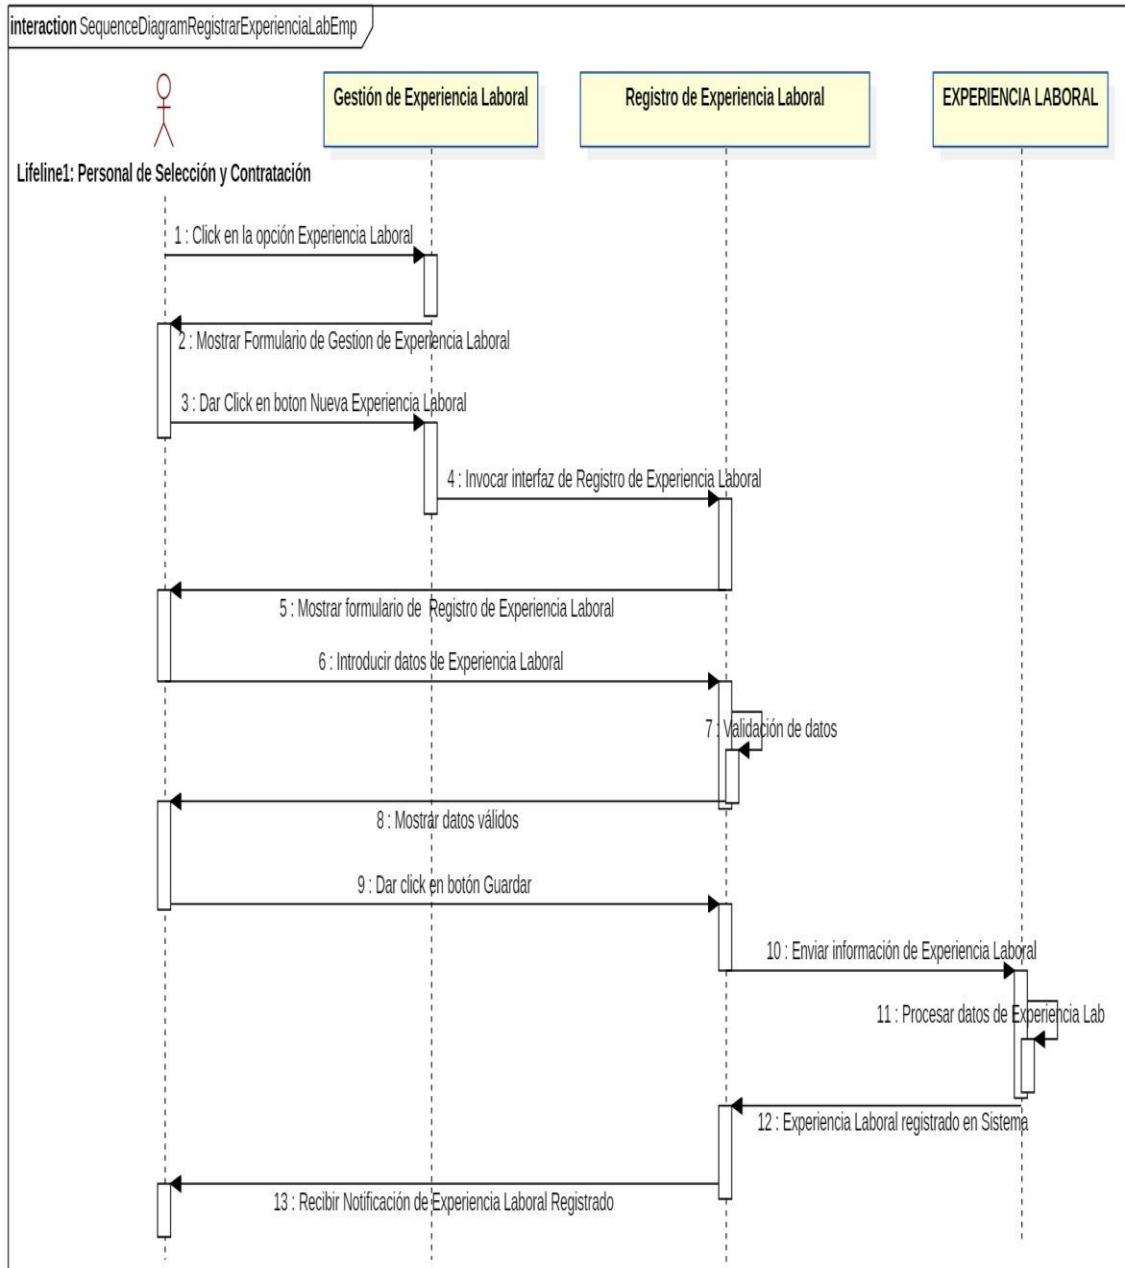 interaction SequenceDiagramRegistrarExperienciaLabEmp
Gestión de Experiencia Laboral
Registro de Experiencia Laboral
EXPERIENCIA LABORAL
Lifeline1: Personal de Selección y Contratación
1 : Click en la opción Experiencia Laboral
2 : Mostrar Formulario de Gestion de Experiencia Laboral
3 : Dar Click en boton Nueva Experiencia Laboral
4 : Invocar interfaz de Registro de Experiencia Laboral
5 : Mostrar formulario de Registro de Experiencia Laboral
6 : Introducir datos de Experiencia Laboral
7 : Validación de datos
8 : Mostrar datos válidos
9 : Dar click en botón Guardar
10 : Enviar información de Experiencia Laboral
11 : Procesar datos de Experiencia Lab
12 : Experiencia Laboral registrado en Sistema
13 : Recibir Notificación de Experiencia Laboral Registrado